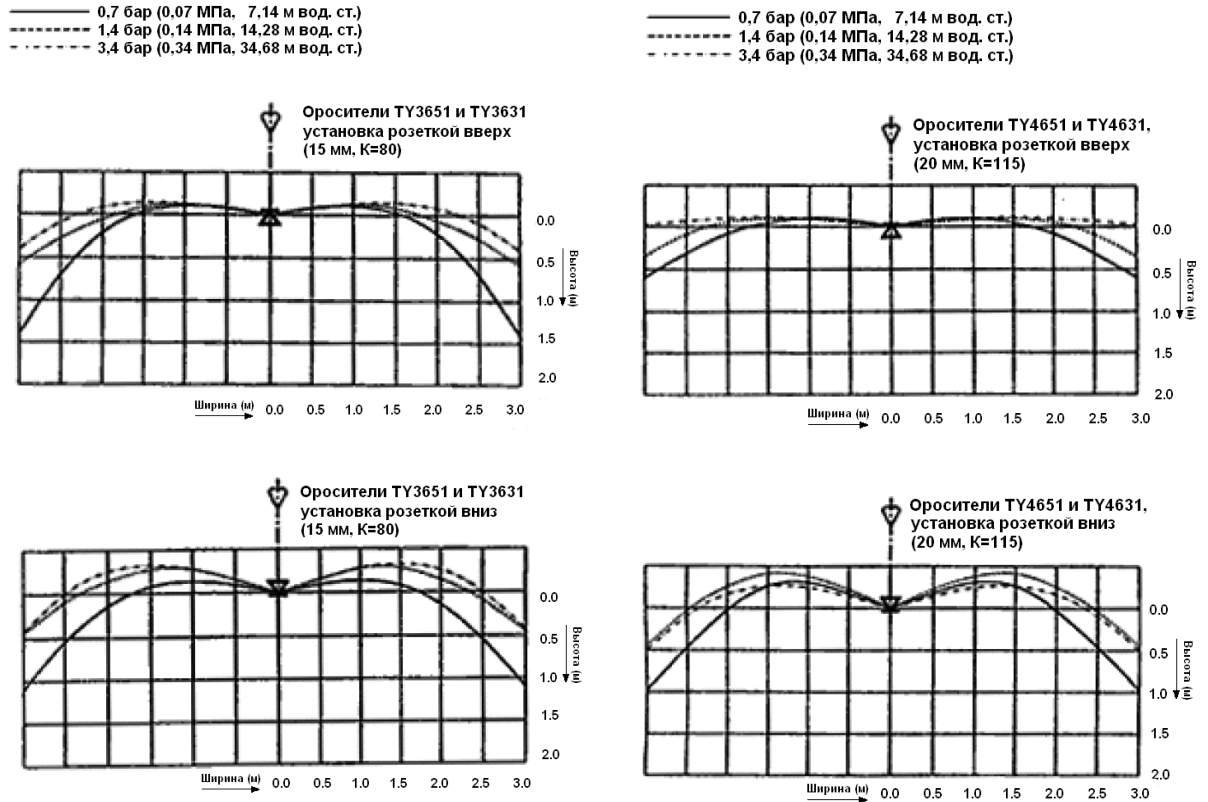 0,7 бар (0,07 МПа, 7,14 м вод. ст.)
1,4 бар (0,14 МПа, 14,28 м вод. ст.)
3,4 бар (0,34 МПа, 34,68 м вод. ст.)
Оросители TY3651 и TY3631
установка розеткой вверх
(15 мм, К=80)
0.0
0.5
1.0
1.5
2.0
Высота (м)
Ширина (м)
0.0 0.5 1.0 1.5 2.0 2.5 3.0
0,7 бар (0,07 МПа, 7,14 м вод. ст.)
1,4 бар (0,14 МПа, 14,28 м вод. ст.)
3,4 бар (0,34 МПа, 34,68 м вод. ст.)
Оросители TY4651 и TY4631,
установка розеткой вверх
(20 мм, К=115)
0.0
0.5
1.0
1.5
2.0
Высота (м)
Ширина (м)
0.0 0.5 1.0 1.5 2.0 2.5 3.0
Оросители TY3651 и TY3631
установка розеткой вниз
(15 мм, К=80)
0.0
0.5
1.0
1.5
2.0
Высота (м)
Ширина (м)
0.0 0.5 1.0 1.5 2.0 2.5 3.0
Оросители TY4651 и TY4631,
установка розеткой вниз
(20 мм, К=115)
0.0
0.5
1.0
1.5
2.0
Высота (м)
Ширина (м)
0.0 0.5 1.0 1.5 2.0 2.5 3.0